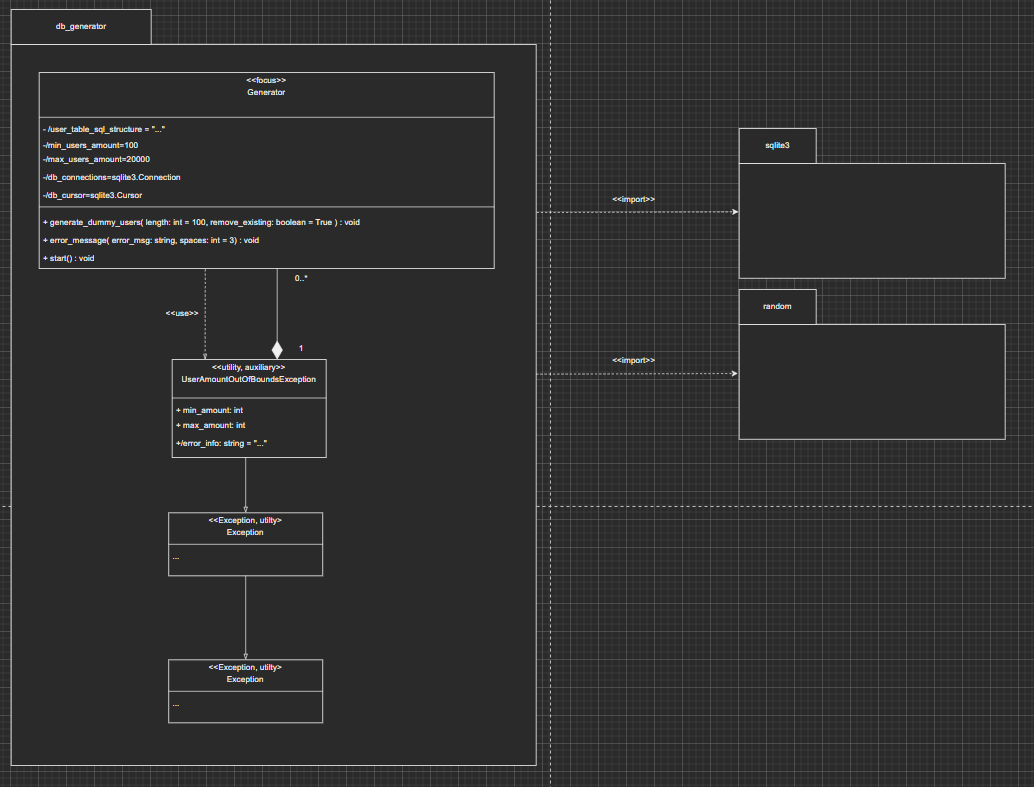 db_generator
<<focus>>
Generator
- /user_table_sql_structure = "..."
-/min_users_amount=100
-/max_users_amount=20000
-/db_connections=sqlite3.Connection
-/db_cursor=sqlite3.Cursor
+ generate_dummy_users( length: int = 100, remove_existing: boolean = True ) : void
+ error_message( error_msg: string, spaces: int = 3) : void
+ start() : void
0..*
<<use>>
1
<<utility, auxiliary>>
UserAmountOutOfBoundsException
+ min_amount: int
+ max_amount: int
+/error_info: string = "..."
<<Exception, utilty>
Exception
...
<<Exception, utilty>
Exception
...
sqlite3
<<import>>
random
<<import>>